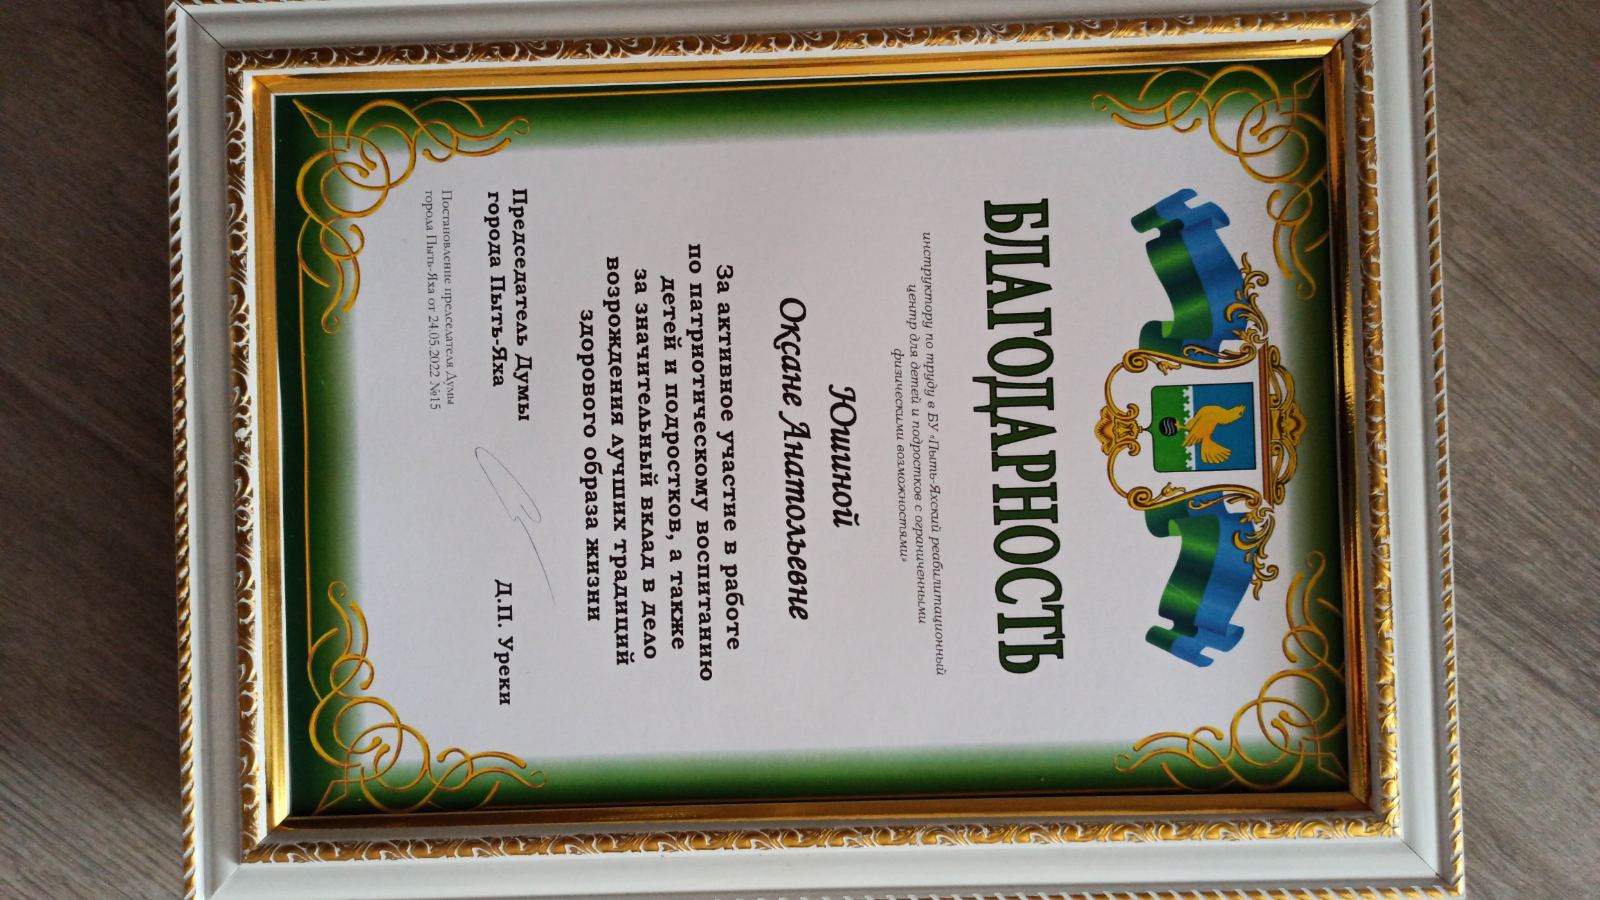 БЛАГОДАРНОСТЬ
инструктору по труду в БУ «Пыть-Яхский реабилитационный
центр для детей и подростков с ограниченными
физическими возможностями»
Юшиной
Оксане Анатольевне
За активное участие в работе
по патриотическому воспитанию
детей и подростков, а также
за значительный вклад в дело
возрождения лучших традиций
здорового образа жизни
Председатель Думы
города Пыть-Яха
Д.П. Уреки
Постановление председателя Думы
города Пыть-Яха от 24.05.2022 №15